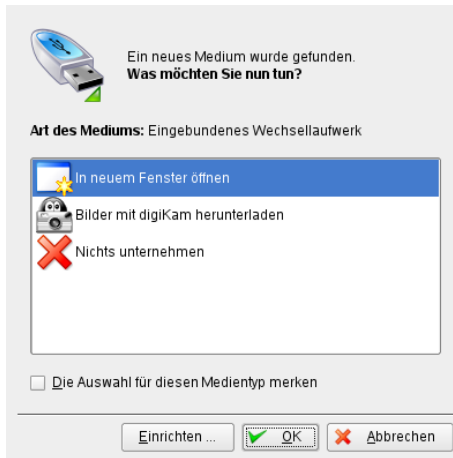 Ein neues Medium wurde gefunden.
Was möchten Sie nun tun?
Art des Mediums: Eingebundenes Wechsellaufwerk
In neuem Fenster öffnen
Bilder mit digiKam herunterladen
Nichts unternehmen
Die Auswahl für diesen Medientyp merken
Einrichten ... OK Abbrechen